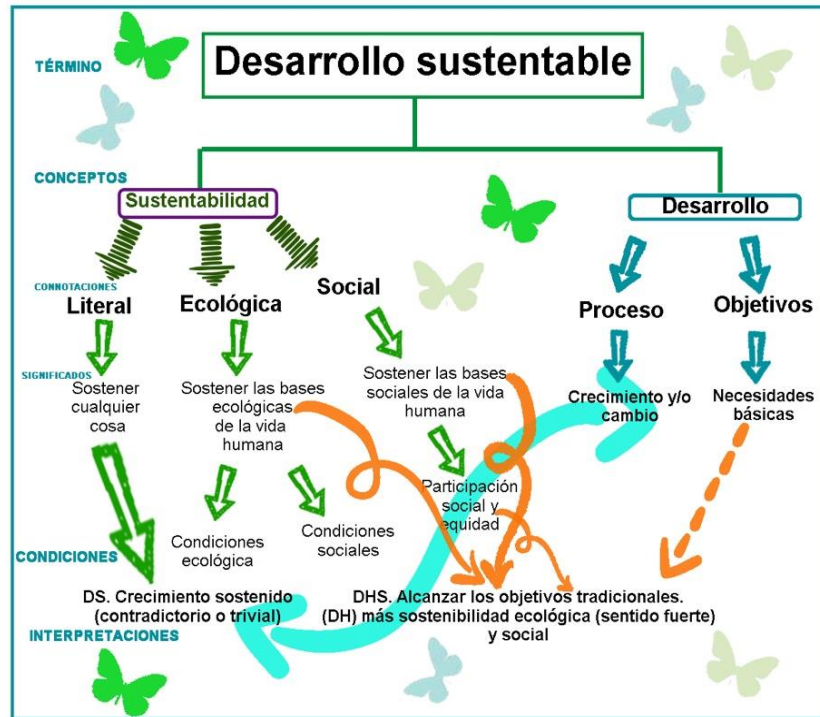 TÉRMINO
Desarrollo sustentable
CONCEPTOS
Sustentabilidad
Desarrollo
CONNOTACIONES
Literal
Ecológica
Social
Proceso
Objetivos
SIGNIFICADOS
Sostener
cualquier
cosa
Sostener las bases
ecológicas
de la vida
humana
Sostener las bases
sociales de la vida
humana
Crecimiento y/o
cambio
Necesidades
básicas
Condiciones
ecológica
Condiciones
sociales
Participación
social y
equidad
CONDICIONES
DS. Crecimiento sostenido
(contradictorio o trivial)
DHS. Alcanzar los objetivos tradicionales.
(DH) más sostenibilidad ecológica (sentido fuerte)
y social
INTERPRETACIONES